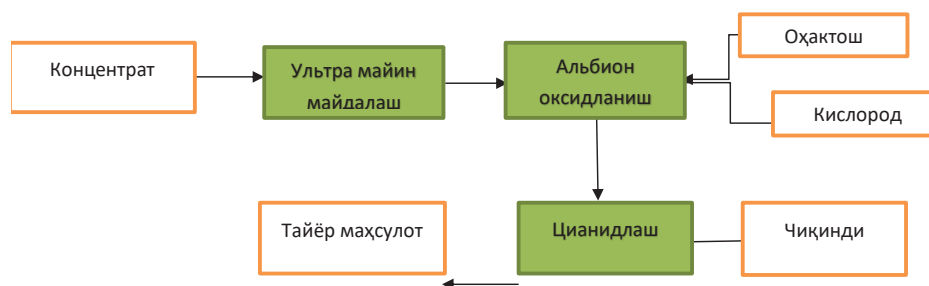 Концентрат
Ультра майин
майдалаш
Альбион
оксидланиш
Оҳактош
Кислород
Тайёр маҳсулот
Цианидлаш
Чиқинди